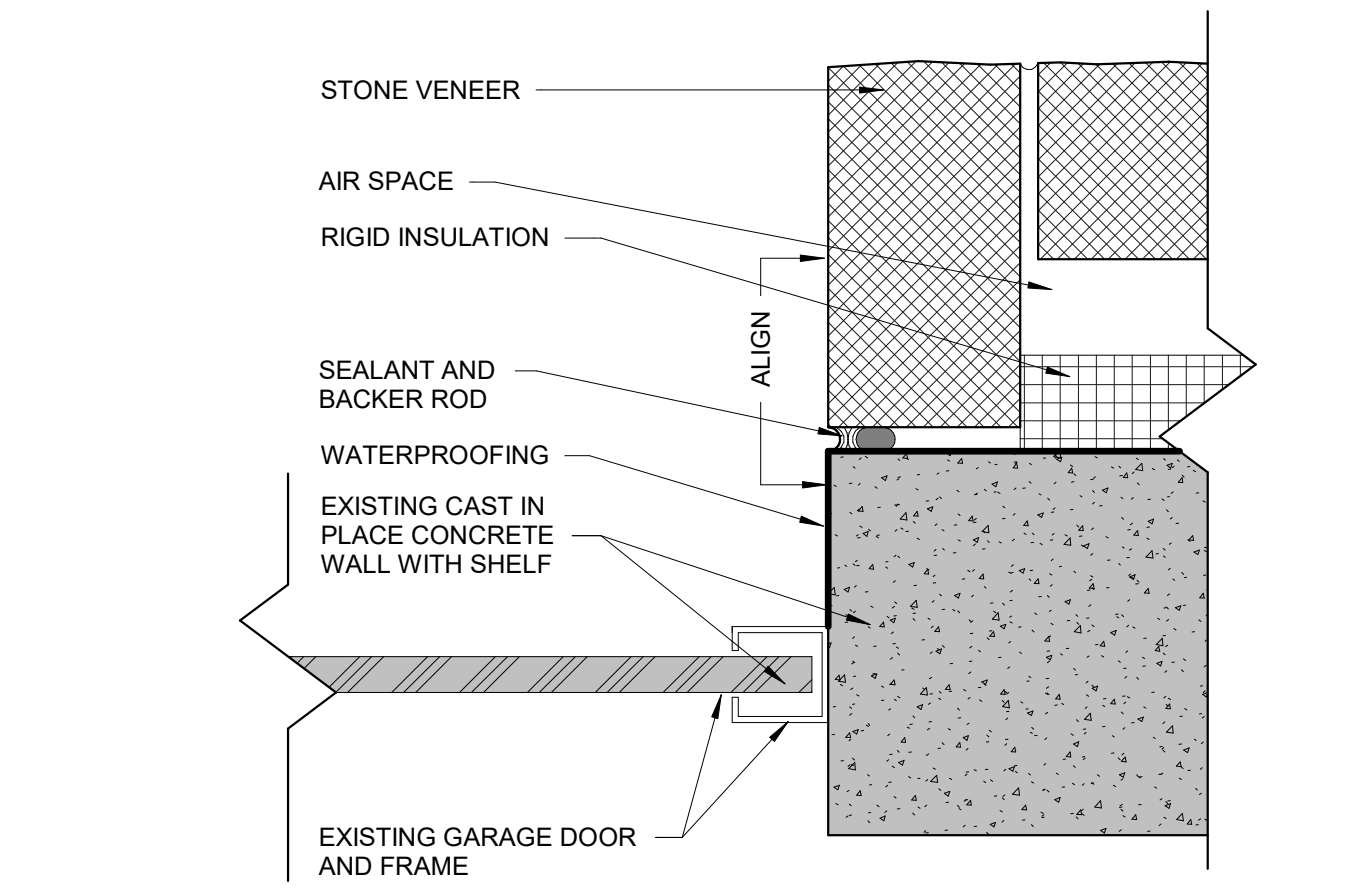 STONE VENEER
AIR SPACE
RIGID INSULATION
ALIGN
SEALANT AND
BACKER ROD
WATERPROOFING
EXISTING CAST IN
PLACE CONCRETE
WALL WITH SHELF
EXISTING GARAGE DOOR
AND FRAME